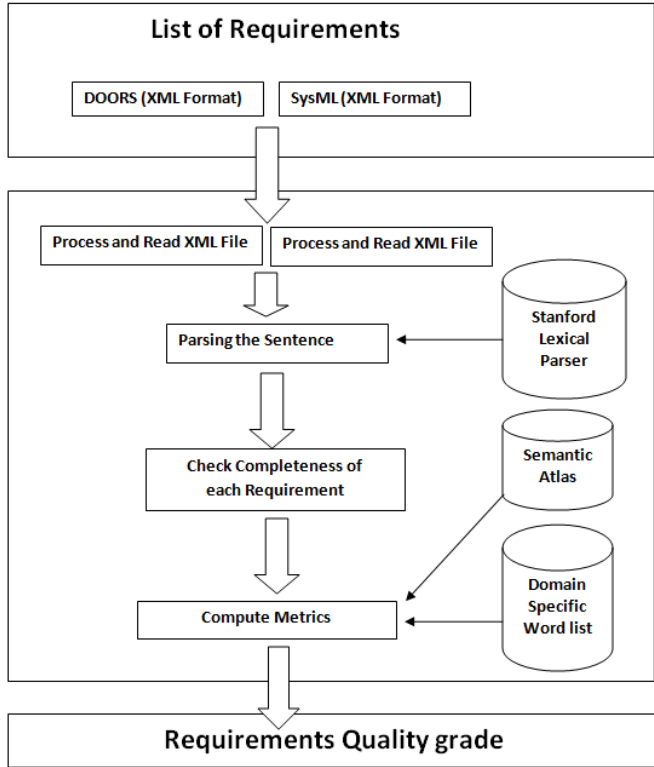 List of Requirements
DOORS (XML Format)
SysML (XML Format)
Process and Read XML File
Process and Read XML File
Stanford
Lexical
Parser
Parsing the Sentence
Semantic
Atlas
Check Completeness of
each Requirement
Domain
Specific
Word list
Compute Metrics
Requirements Quality grade